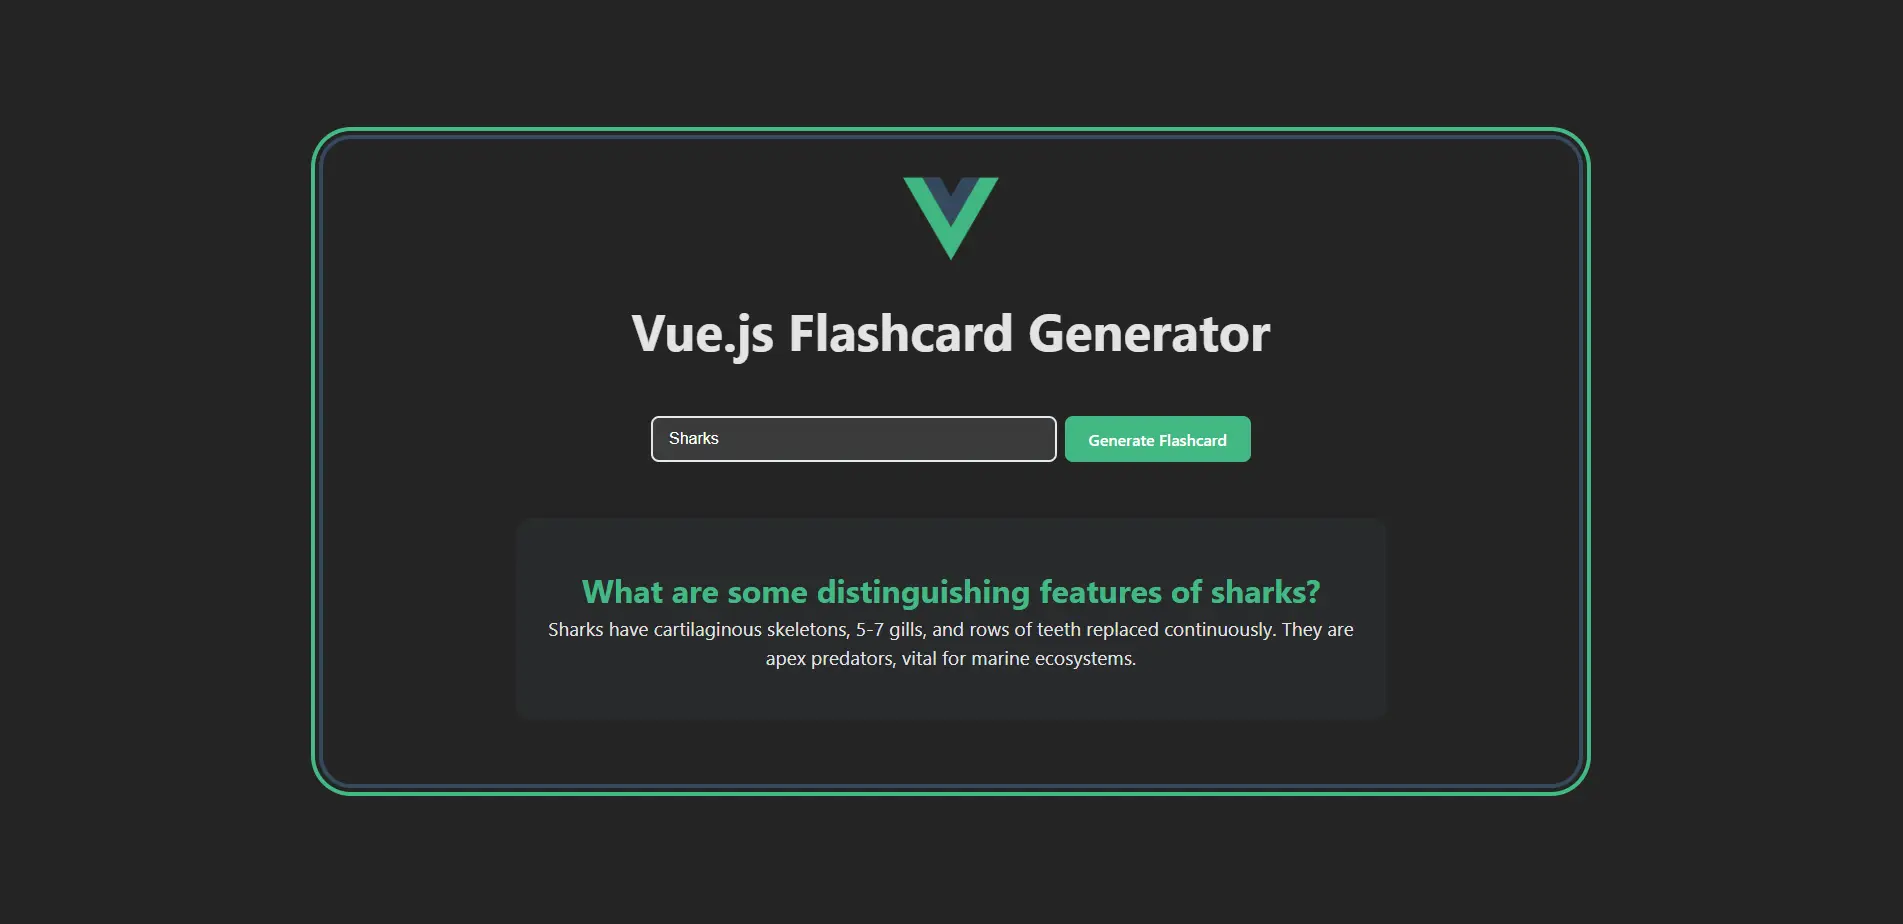 Vue.js Flashcard Generator
Sharks
Generate Flashcard
What are some distinguishing features of sharks?
Sharks have cartilaginous skeletons, 5-7 gills, and rows of teeth replaced continuously. They are
apex predators, vital for marine ecosystems.